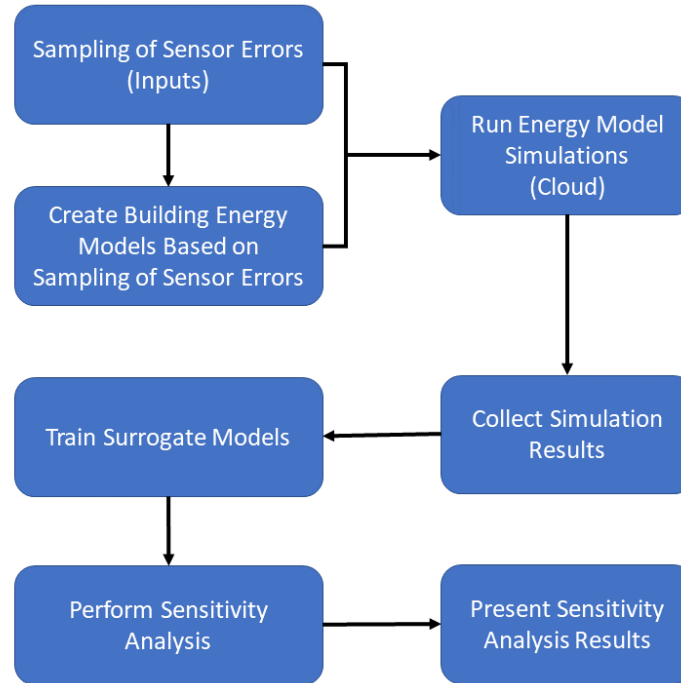 Sampling of Sensor Errors
(Inputs)
Create Building Energy
Models Based on
Sampling of Sensor Errors
Run Energy Model
Simulations
(Cloud)
Collect Simulation
Results
Train Surrogate Models
Perform Sensitivity
Analysis
Present Sensitivity
Analysis Results